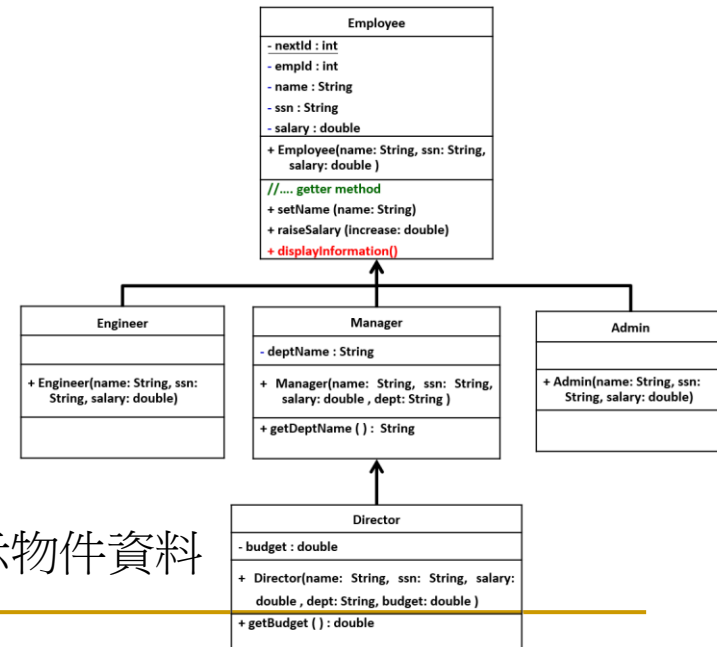 Employee
- nextId : int
- empId : int
- name : String
- ssn : String
- salary : double
+ Employee(name: String, ssn: String,
salary: double )
//.... getter method
+ setName (name: String)
+ raiseSalary (increase: double)
+ displayInformation()
Engineer
+ Engineer(name: String, ssn:
String, salary: double)
Manager
- deptName : String
+ Manager(name: String, ssn: String,
salary: double , dept: String )
+ getDeptName ( ) : String
Admin
+ Admin(name: String, ssn:
String, salary: double)
物件資料
Director
- budget : double
+ Director(name: String, ssn: String, salary:
double , dept: String, budget: double )
+ getBudget ( ) : double